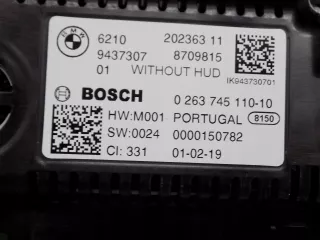 BMW
6210 202363 11
9437307 8709815
01 WITHOUT HUD
IK943730701
BOSCH 0 263 745 110-10
HW:M001 PORTUGAL 8150
SW:0024 0000150782
CI: 331 01-02-19